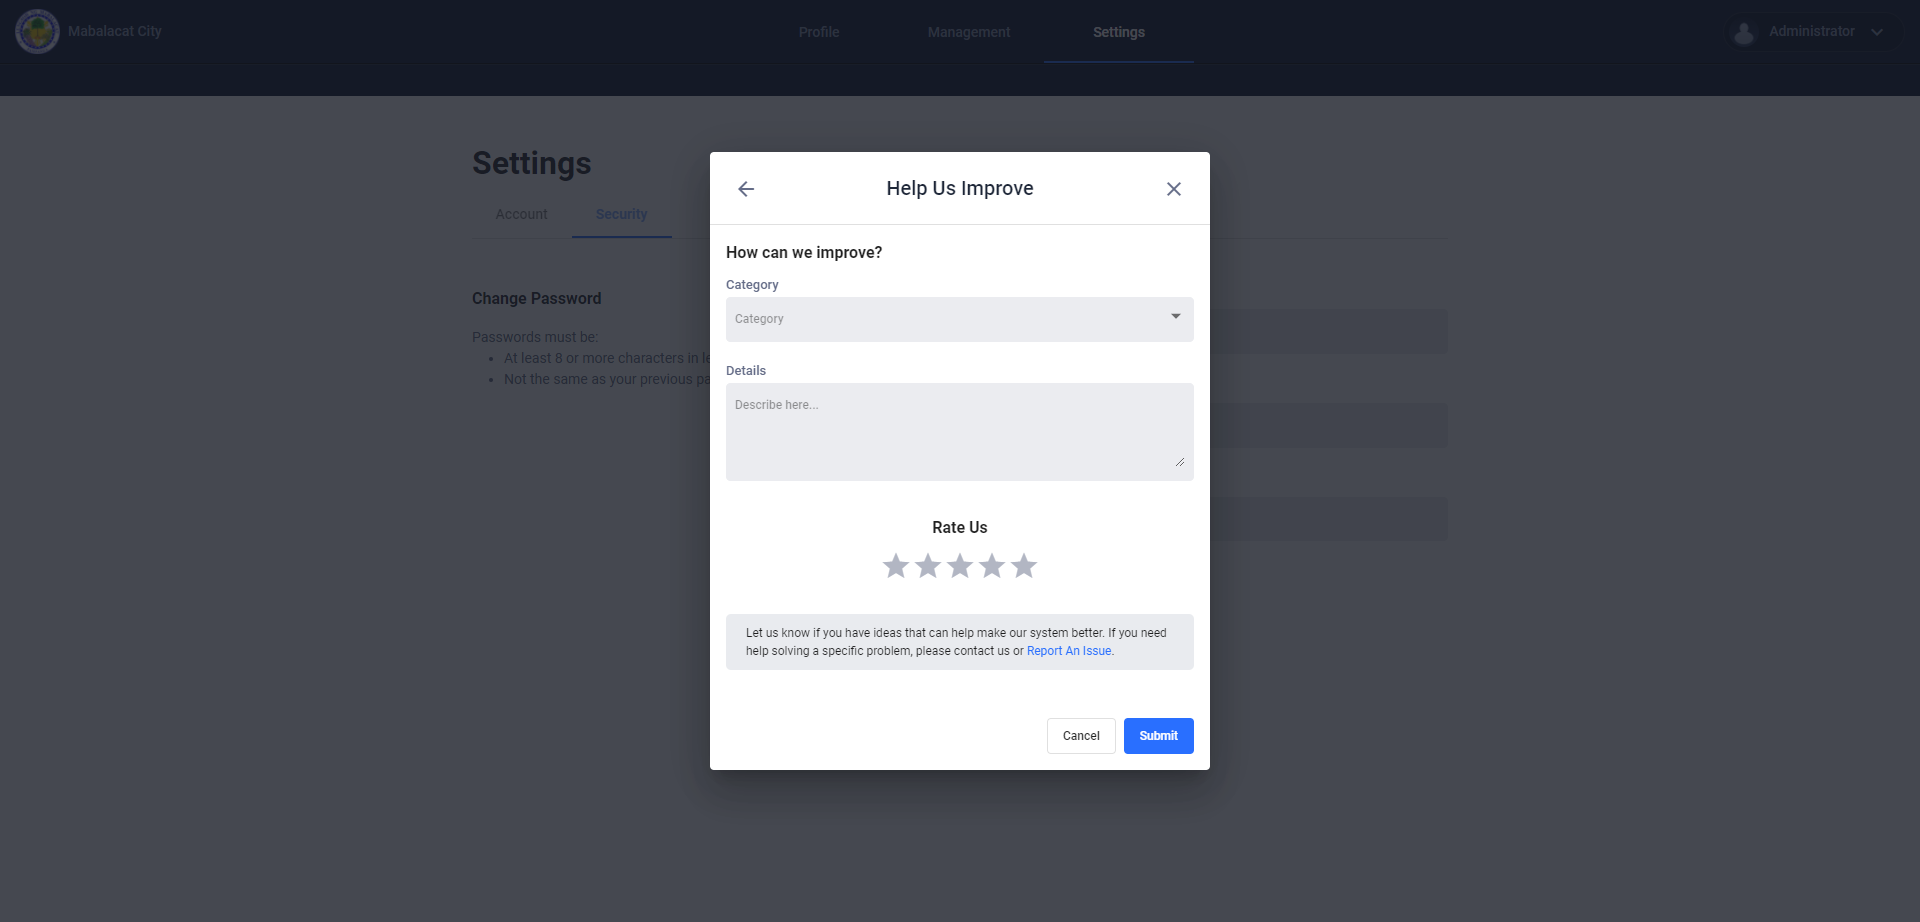 Mabalacat City
Profile
Management
Settings
Administrator
Settings
Account
Security
Change Password
Passwords must be:
At least 8 or more characters in le
Not the same as your previous pa
Help Us Improve
How can we improve?
Category
Category
Details
Describe here...
Rate Us
Let us know if you have ideas that can help make our system better. If you need
help solving a specific problem, please contact us or Report An Issue.
Cancel
Submit